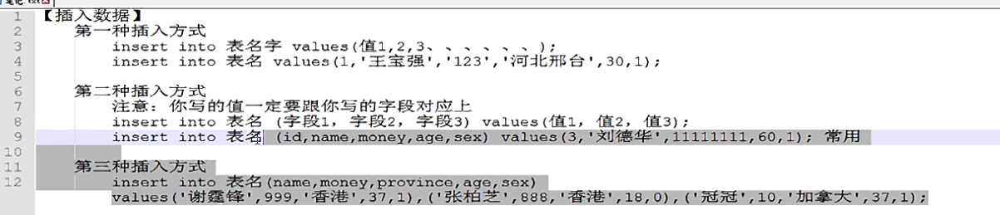 1 【插入数据】
2 第一种插入方式
3 insert into 表名字 values(值1,2,3、、、、、、);
4 insert into 表名 values(1,'王宝强','123','河北邢台',30,1);
5
6 第二种插入方式
7 注意：你写的值一定要跟你写的字段对应上
8 insert into 表名 (字段1，字段2，字段3) values(值1，值2，值3);
9 insert into 表名 (id,name,money,age,sex) values(3,'刘德华',11111111,60,1); 常用
10
11 第三种插入方式
12 insert into 表名(name,money,province,age,sex)
values('谢霆锋',999,'香港',37,1),('张柏芝',888,'香港',18,0),('冠冠',10,'加拿大',37,1);